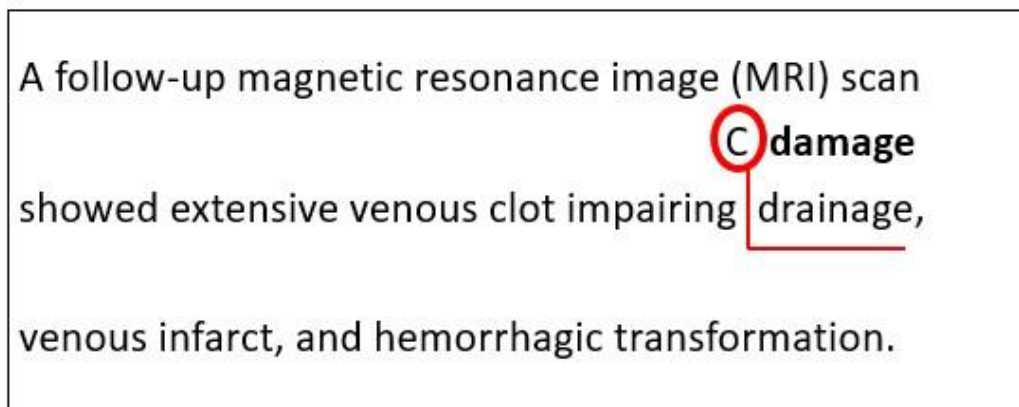 A follow-up magnetic resonance image (MRI) scan
C damage
showed extensive venous clot impairing drainage,
venous infarct, and hemorrhagic transformation.